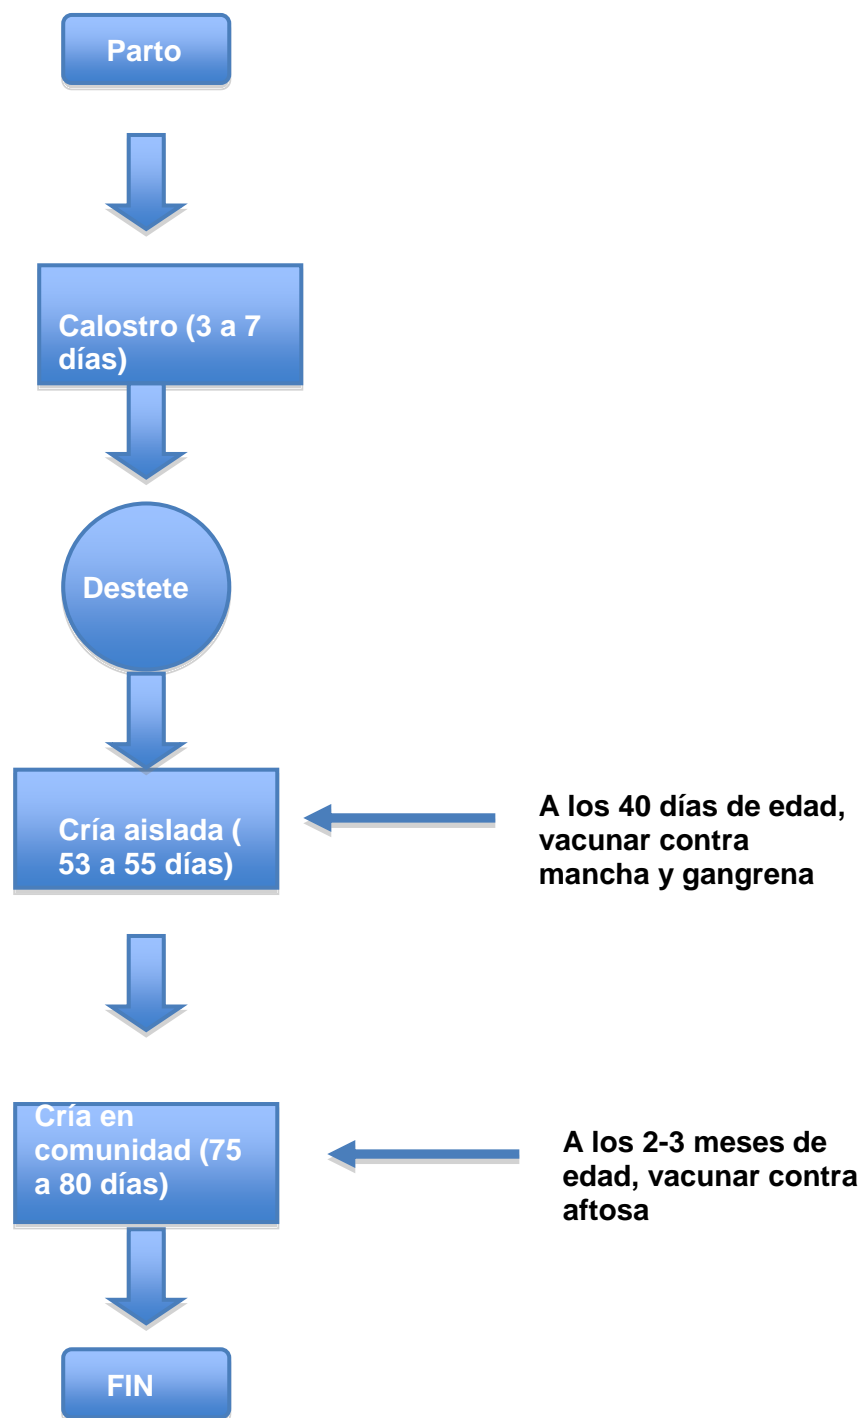 Parto
Calostro (3 a 7
días)
Destete
Cría aislada (
53 a 55 días)
A los 40 días de edad,
vacunar contra
mancha y gangrena
Cría en
comunidad (75
a 80 días)
A los 2-3 meses de
edad, vacunar contra
aftosa
FIN